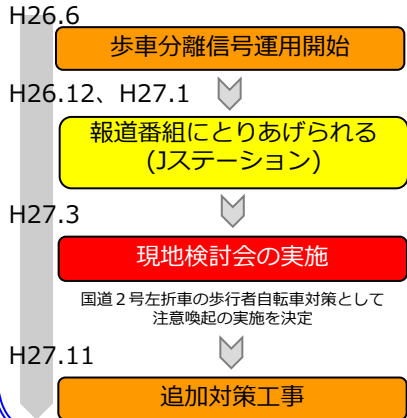 H26.6
歩車分離信号運用開始
H26.12、H27.1
報道番組にとりあげられる
(Jステーション)
H27.3
現地検討会の実施
国道２号左折車の歩行者自転車対策として
注意喚起の実施を決定
H27.11
追加対策工事